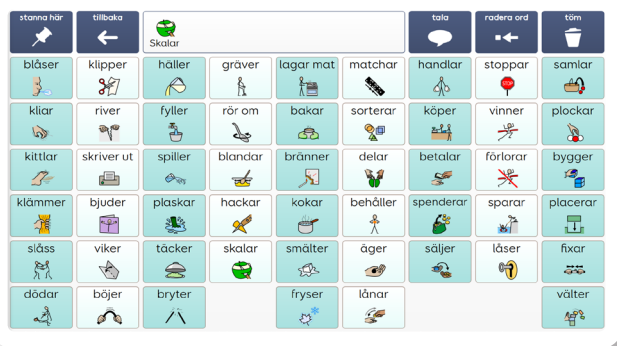 stanna här tillbaka tala radera ord töm
Skalar
blåser klipper häller gräver lagar mat matchar handlar stoppar samlar
STOP
kliar river fyller rör om bakar sorterar köper vinner plockar
kittlar skriver ut spiller blandar bränner delar betalar förlorar bygger
klämmer bjuder plaskar hackar kokar behåller spenderar sparar placerar
slåss viker täcker skalar smälter äger säljer låser fixar
dödar böjer bryter fryser lånar välter